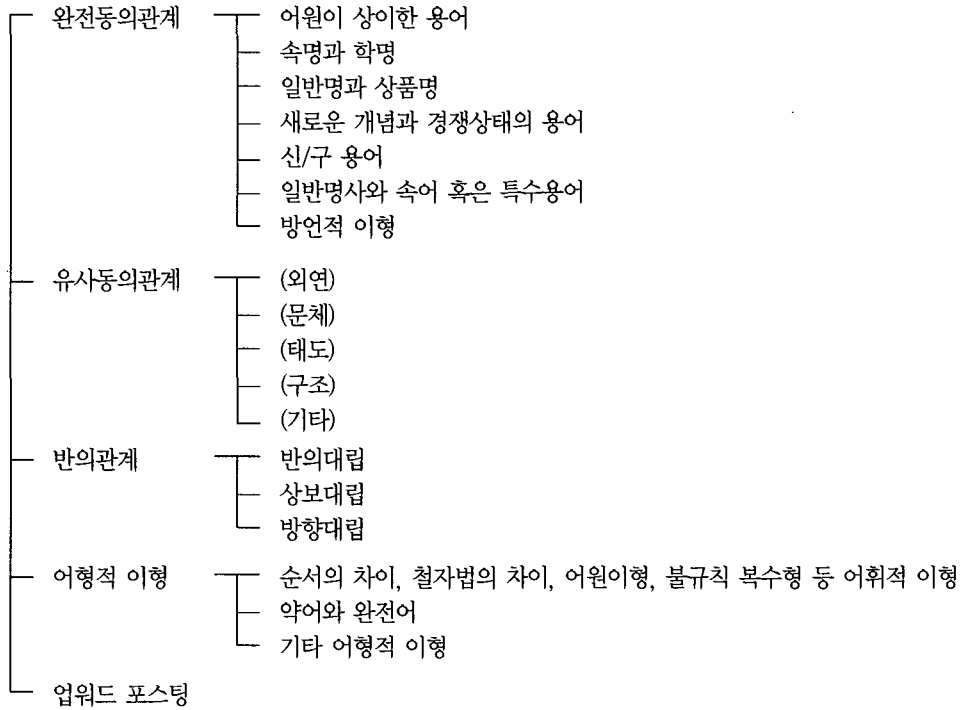 완전동의관계 어원이 상이한 용어
속명과 학명
일반명과 상품명
새로운 개념과 경쟁상태의 용어
신/구 용어
일반명사와 속어 혹은 특수용어
방언적 이형
유사동의관계 (외연)
(문체)
(태도)
(구조)
(기타)
반의관계 반의대립
상보대립
방향대립
어형적 이형 순서의 차이, 철자법의 차이, 어원이형, 불규칙 복수형 등 어휘적 이형
약어와 완전어
기타 어형적 이형
업워드 포스팅